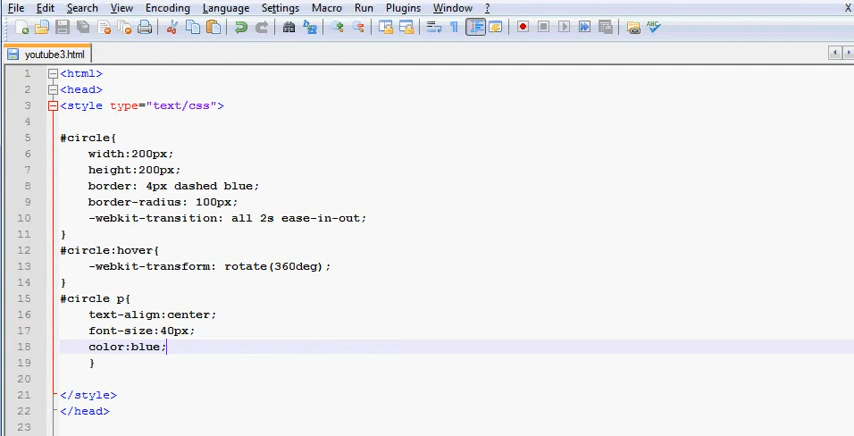 File Edit Search View Encoding Language Settings Macro Run Plugins Window ? X
youtube3.html
1 <html>
2 <head>
3 <style type="text/css">
4
5 #circle{
6 width:200px;
7 height:200px;
8 border: 4px dashed blue;
9 border-radius: 100px;
10 -webkit-transition: all 2s ease-in-out;
11 }
12 #circle:hover{
13 -webkit-transform: rotate(360deg);
14 }
15 #circle p{
16 text-align:center;
17 font-size:40px;
18 color:blue;
19 }
20
21 </style>
22 </head>
23